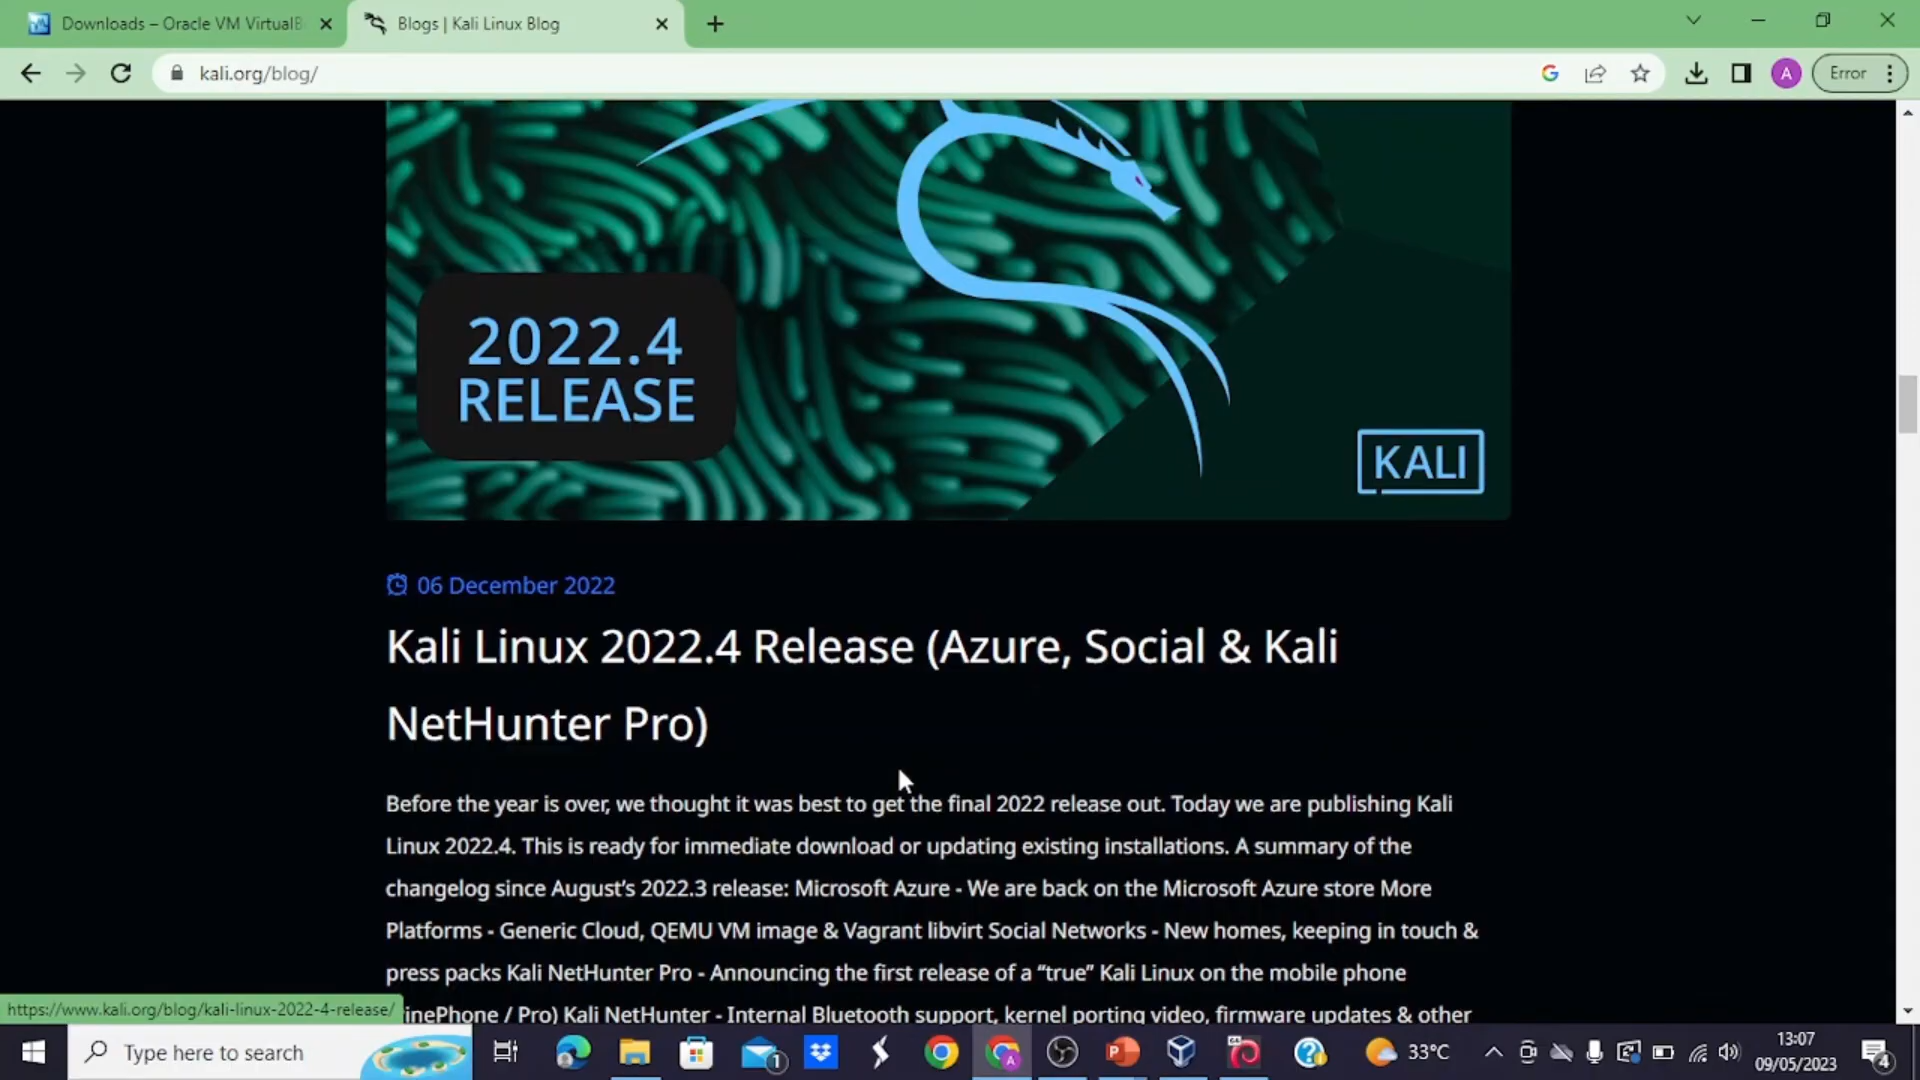 Downloads – Oracle VM VirtualB
Blogs | Kali Linux Blog
kali.org/blog/
A
Error
2022.4
RELEASE
KALI
06 December 2022
Kali Linux 2022.4 Release (Azure, Social & Kali
NetHunter Pro)
Before the year is over, we thought it was best to get the final 2022 release out. Today we are publishing Kali
Linux 2022.4. This is ready for immediate download or updating existing installations. A summary of the
changelog since August’s 2022.3 release: Microsoft Azure - We are back on the Microsoft Azure store More
Platforms - Generic Cloud, QEMU VM image & Vagrant libvirt Social Networks - New homes, keeping in touch &
press packs Kali NetHunter Pro - Announcing the first release of a “true” Kali Linux on the mobile phone
inePhone / Pro) Kali NetHunter - Internal Bluetooth support, kernel porting video, firmware updates & other
https://www.kali.org/blog/kali-linux-2022-4-release/
Type here to search
1
A
33°C
13:07
09/05/2023
4